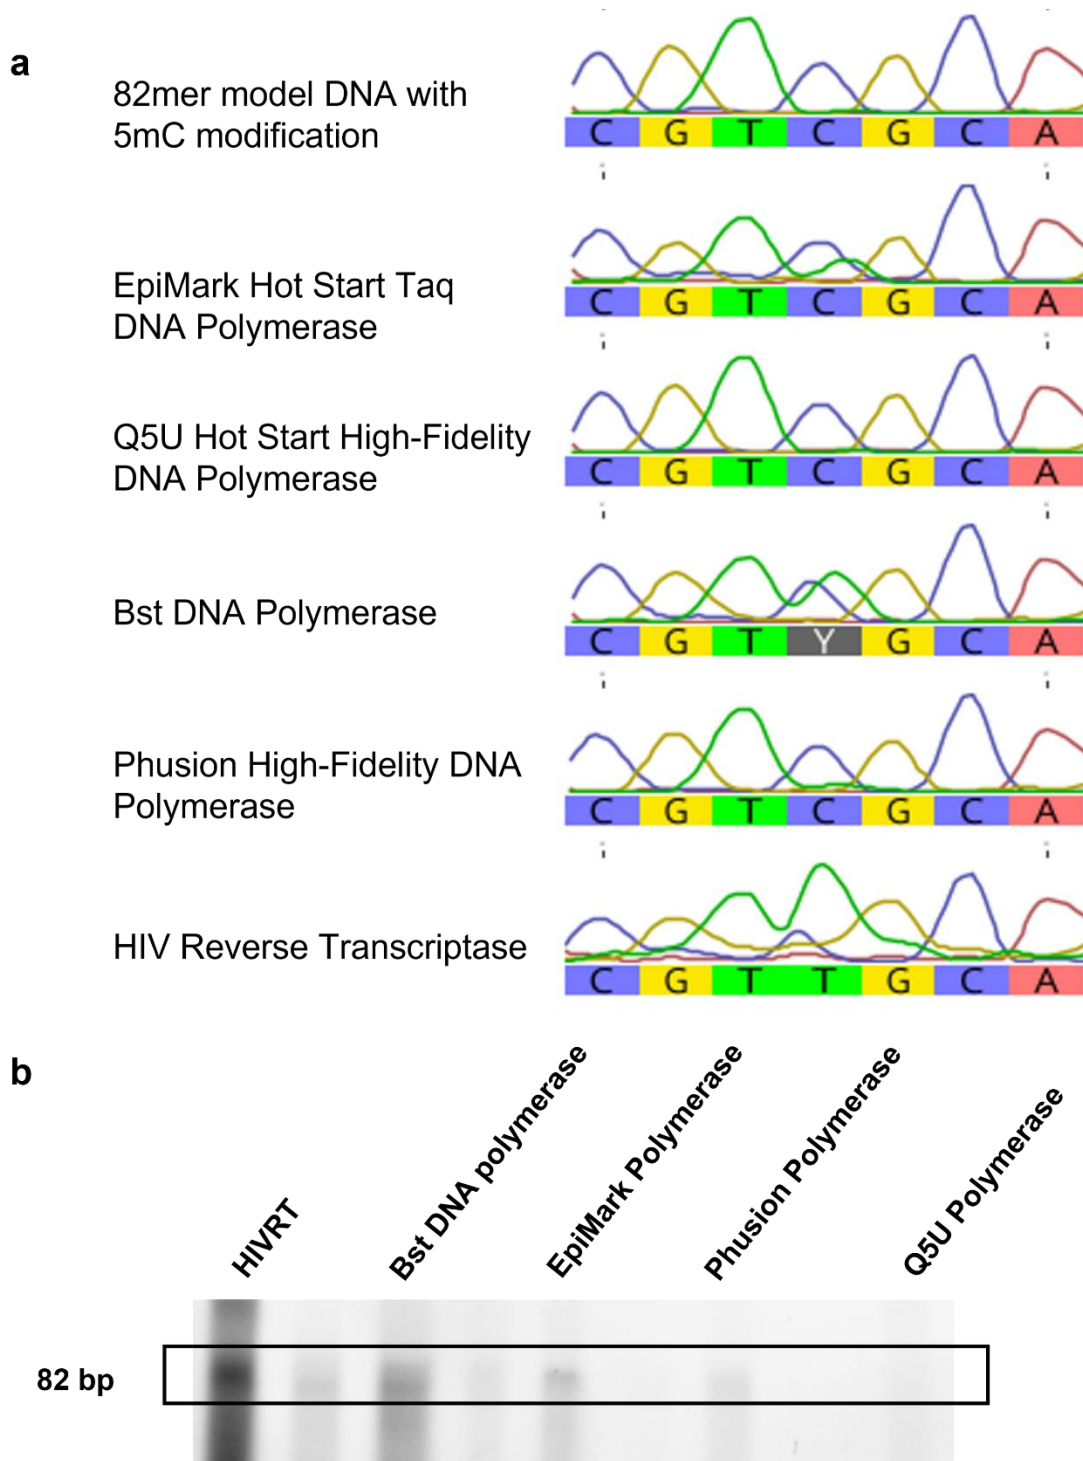 a
82mer model DNA with
5mC modification
C G T C G C A
EpiMark Hot Start Taq
DNA Polymerase
C G T C G C A
Q5U Hot Start High-Fidelity
DNA Polymerase
C G T C G C A
Bst DNA Polymerase
C G T Y G C A
Phusion High-Fidelity DNA
Polymerase
C G T C G C A
HIV Reverse Transcriptase
C G T T G C A
b
HIVRT
Bst DNA polymerase
EpiMark Polymerase
Phusion Polymerase
Q5U Polymerase
82 bp